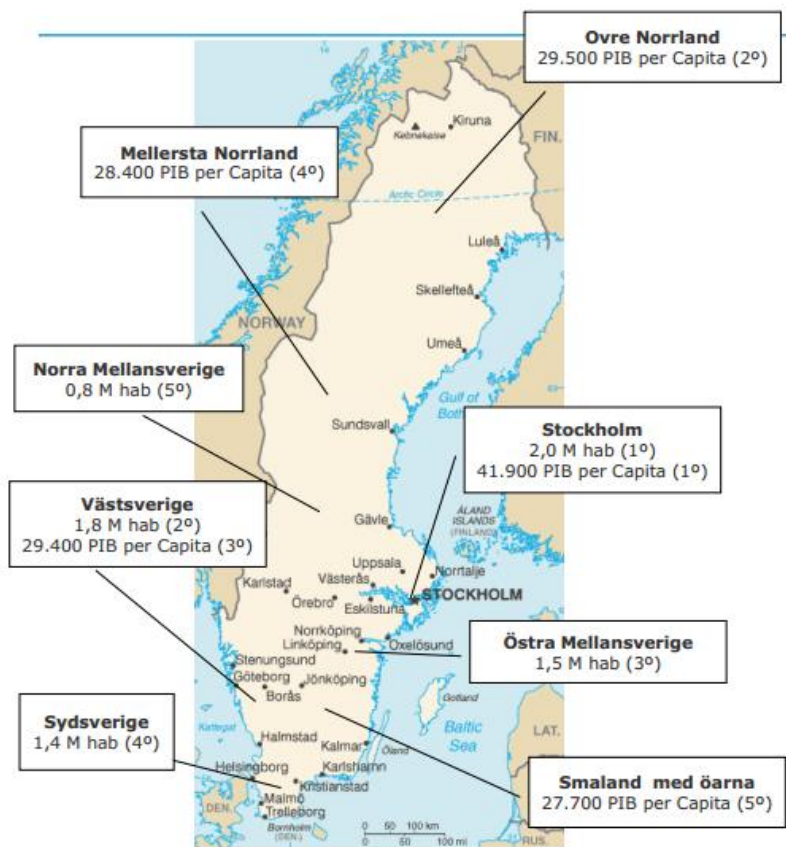 Ovre Norrland
29.500 PIB per Capita (2º)
Mellersta Norrland
28.400 PIB per Capita (4º)
Norra Mellansverige
0,8 M hab (5º)
Stockholm
2,0 M hab (1º)
41.900 PIB per Capita (1º)
Västsverige
1,8 M hab (2º)
29.400 PIB per Capita (3º)
Östra Mellansverige
1,5 M hab (3º)
Sydsverige
1,4 M hab (4º)
Smaland med öarna
27.700 PIB per Capita (5º)
Kebnekaise
Kiruna
FIN.
Arctic Circle
Luleå
Skellefteå
NORWAY
Umeå
Gulf of
Sundsvall
ÅLAND
ISLANDS
(FINLAND)
Gävle
Uppsala
Norrtalje
Västerås
Karlstad
Örebro
Eskilstuna
STOCKHOLM
Norrköping
Oxelösund
Linköping
Stenungsund
Göteborg
Jönköping
Borås
Gotland
Kattegat
Baltic
Sea
LAT.
Halmstad
Kalmar
Öland
Helsingborg
Karlshamn
Kristianstad
DEN.
Malmö
Trelleborg
Bornholm
(DEN.)
0 50 100 km
0 50 100 mi
RUS.